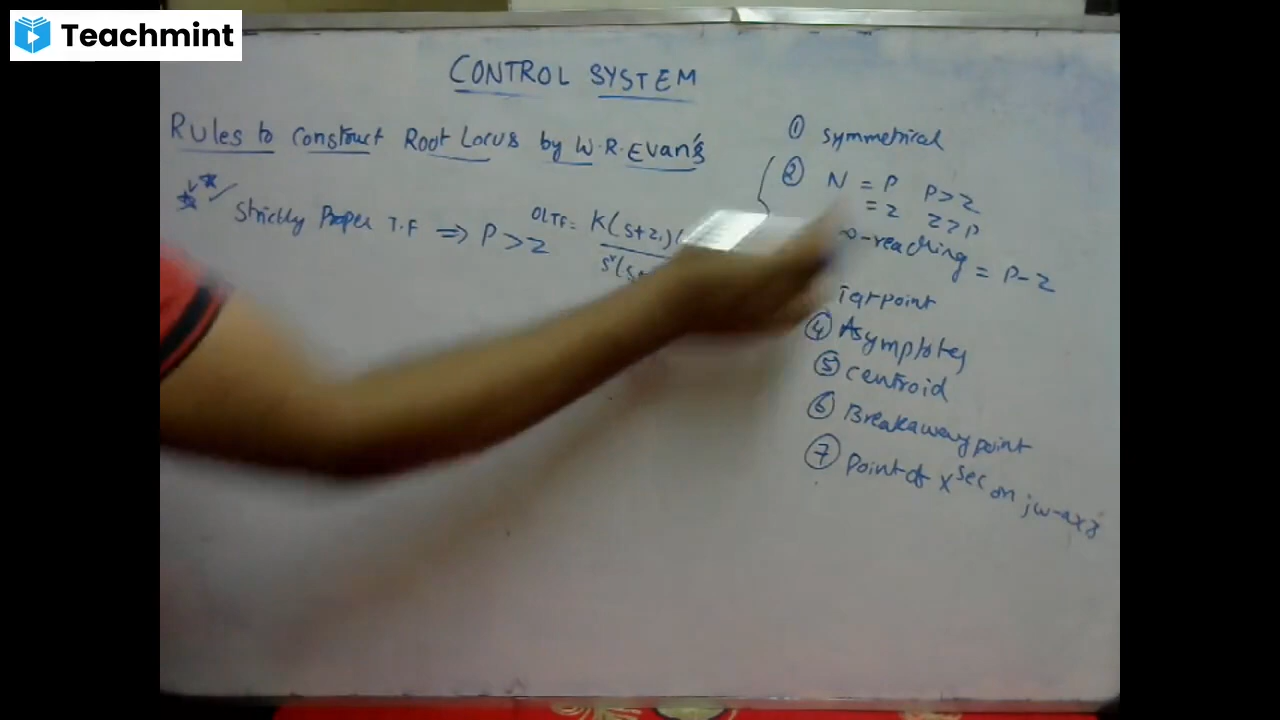 Teachmint
CONTROL SYSTEM
Rules to Construct Root Locus by W.R.Evan's
Strictly Proper T.F ⇒ P > Z
OLTF = K(s+z₁)(
① Symmetrical
② N = P P>Z
= Z Z>P
∞-reaching = P-Z
④ Asymptotes
⑤ Centroid
⑥ Breakaway point
⑦ Point of Xsec on jw-axis